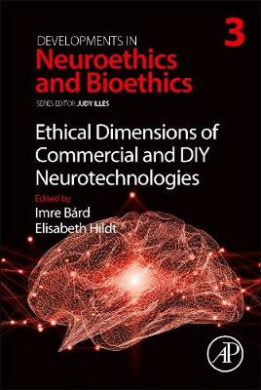 DEVELOPMENTS IN
3
Neuroethics
and Bioethics
SERIES EDITOR JUDY ILLES
Ethical Dimensions of
Commercial and DIY
Neurotechnologies
Edited by
Imre Bárd
Elisabeth Hildt
AP